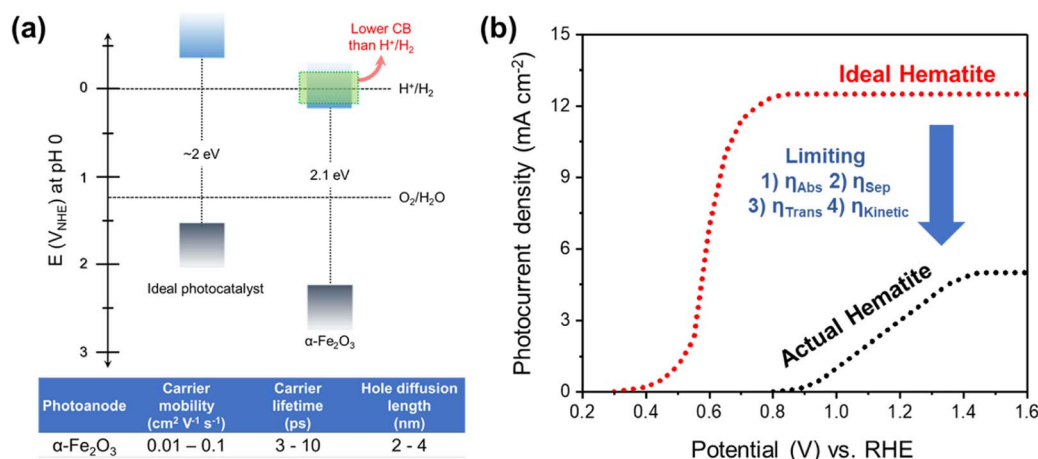 (a)
Lower CB
than H⁺/H₂
E (V_NHE) at pH 0
0
1
2
3
H⁺/H₂
~2 eV
2.1 eV
O₂/H₂O
Ideal photocatalyst
α-Fe₂O₃
Photoanode
Carrier mobility (cm² V⁻¹ s⁻¹)
Carrier lifetime (ps)
Hole diffusion length (nm)
α-Fe₂O₃ 0.01 – 0.1 3 - 10 2 - 4
(b)
Photocurrent density (mA cm⁻²)
15
12
9
6
3
0
Ideal Hematite
Limiting
1) η_Abs 2) η_Sep
3) η_Trans 4) η_Kinetic
Actual Hematite
0.2 0.4 0.6 0.8 1.0 1.2 1.4 1.6
Potential (V) vs. RHE